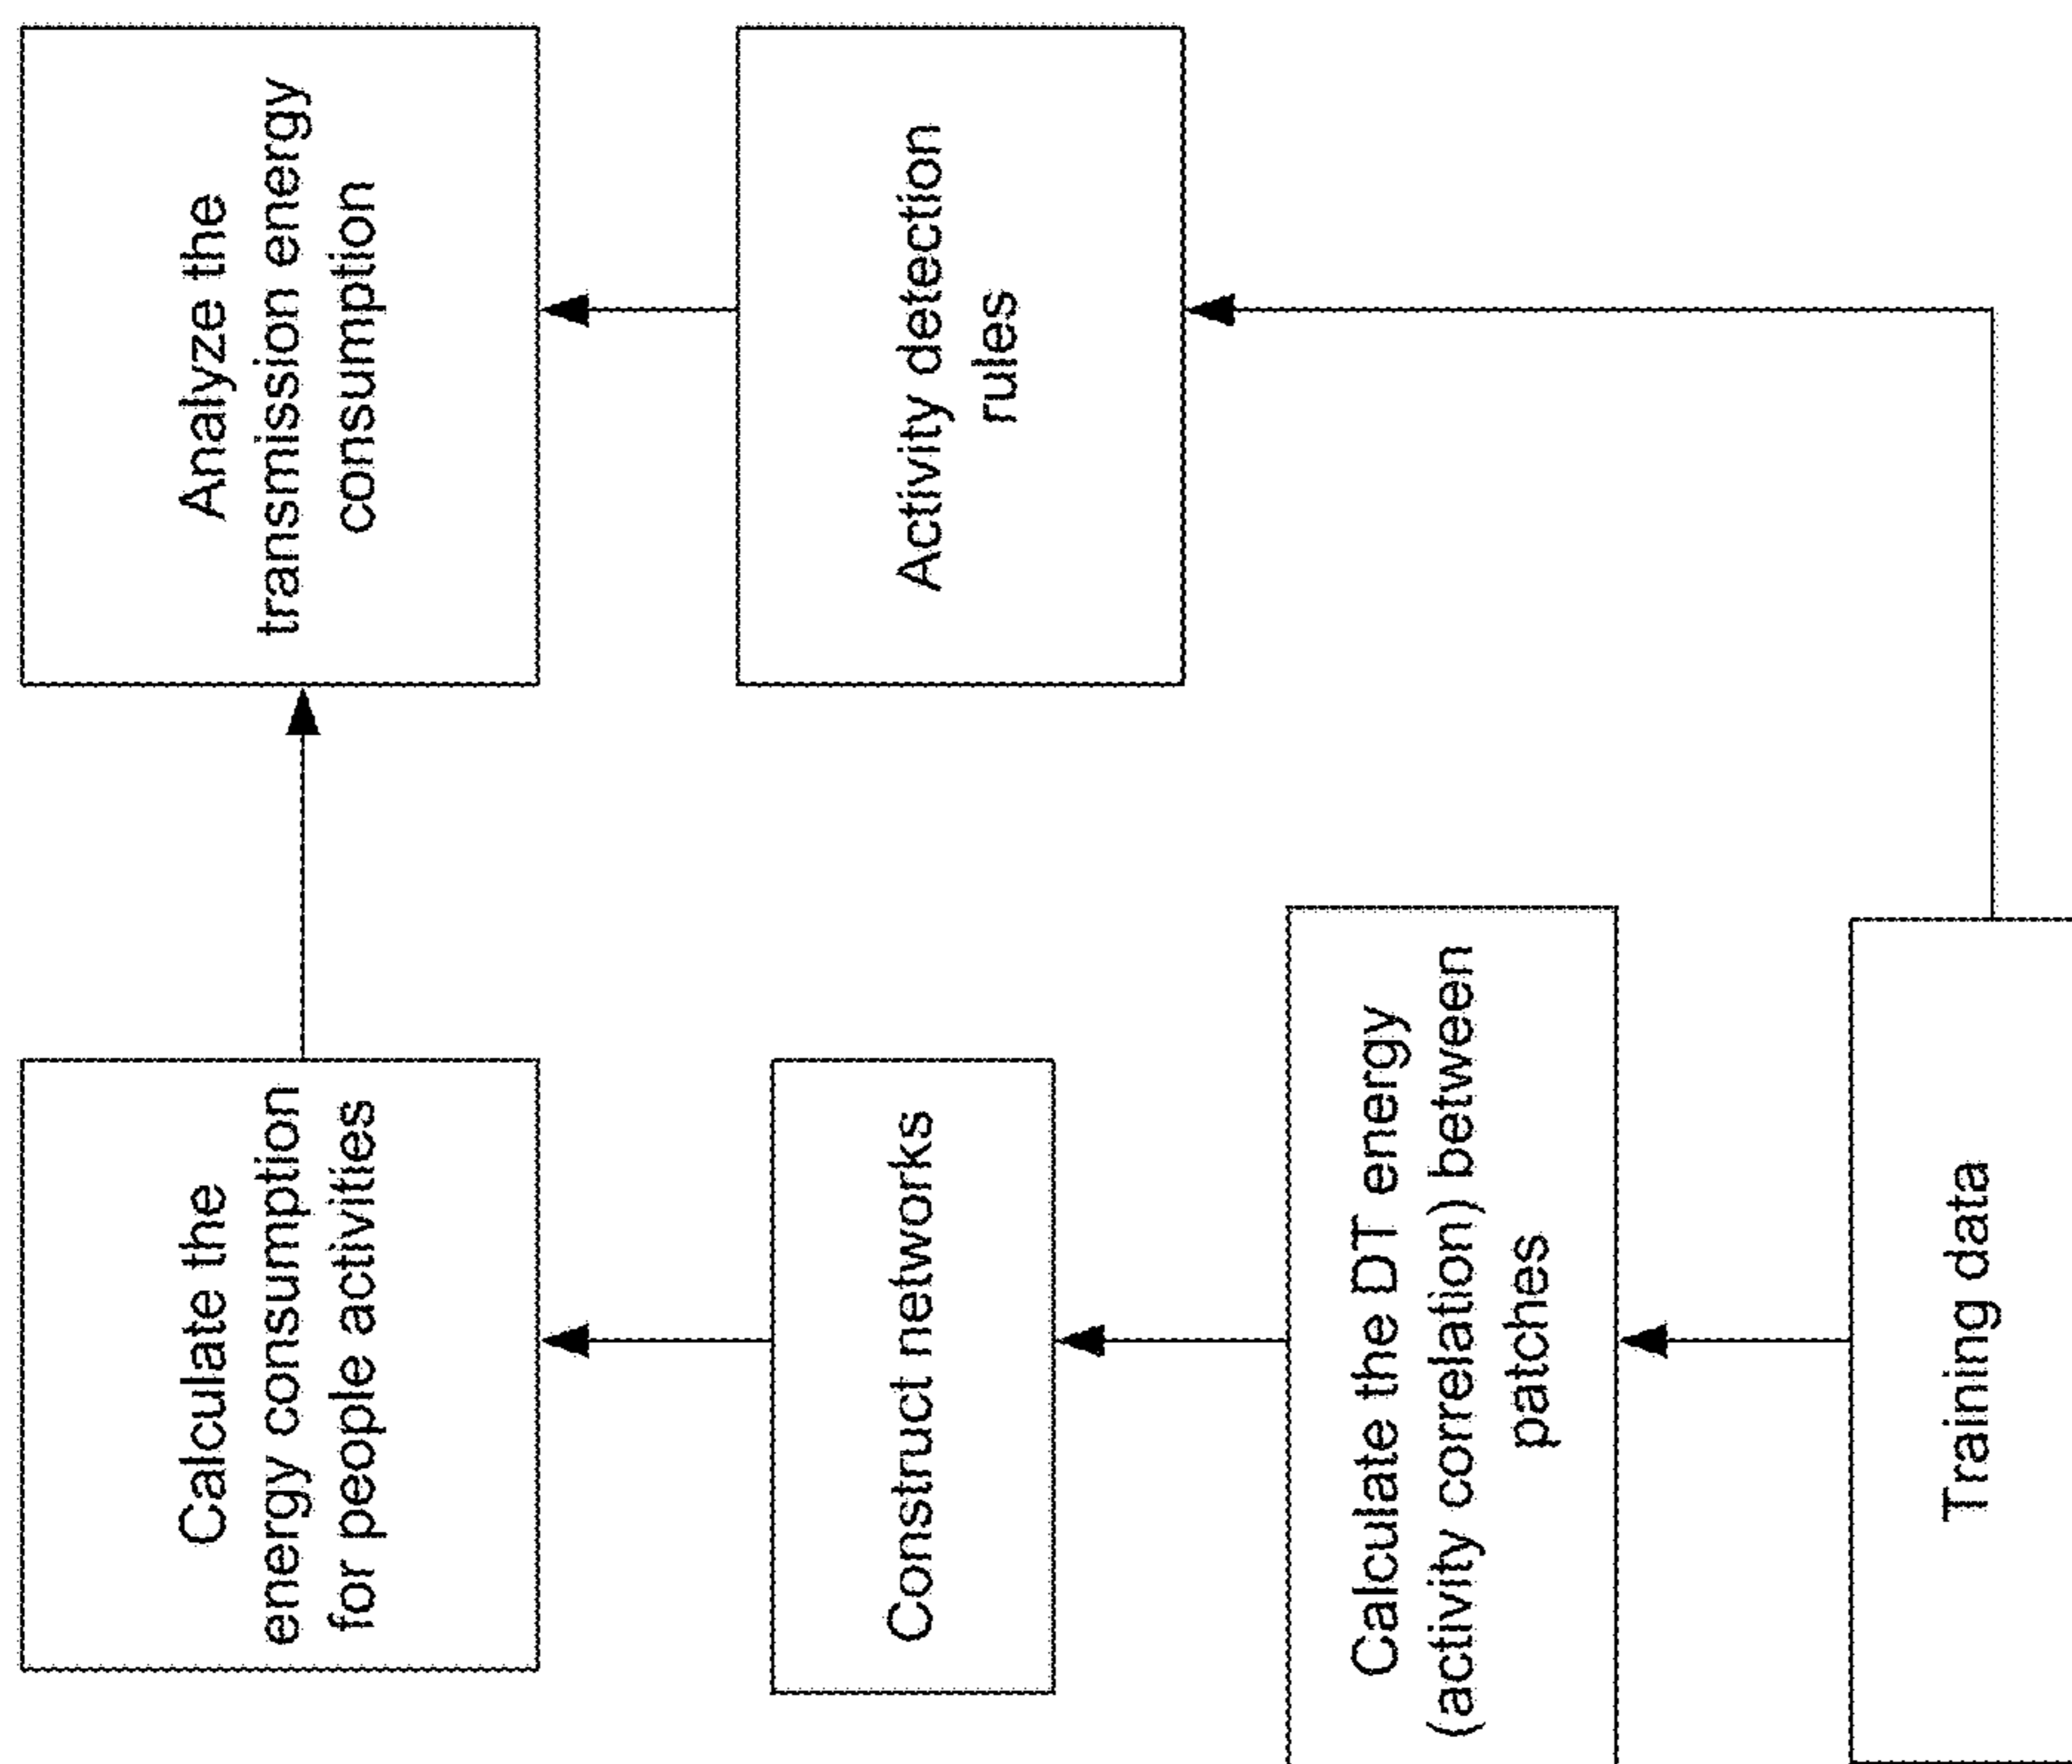 Calculate the
energy consumption
for people activities
Analyze the
transmission energy
consumption
Construct networks
Activity detection
rules
Calculate the DT energy
(activity correlation) between
patches
Training data